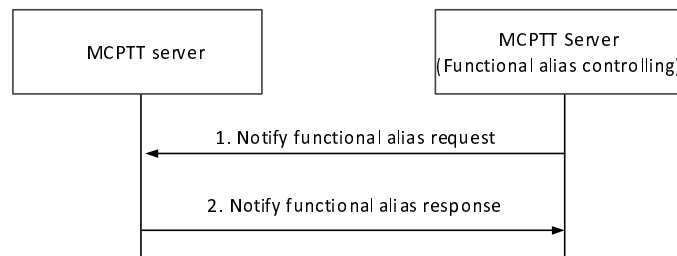 MCPTT server
MCPTT Server
(Functional alias controlling)
1. Notify functional alias request
2. Notify functional alias response